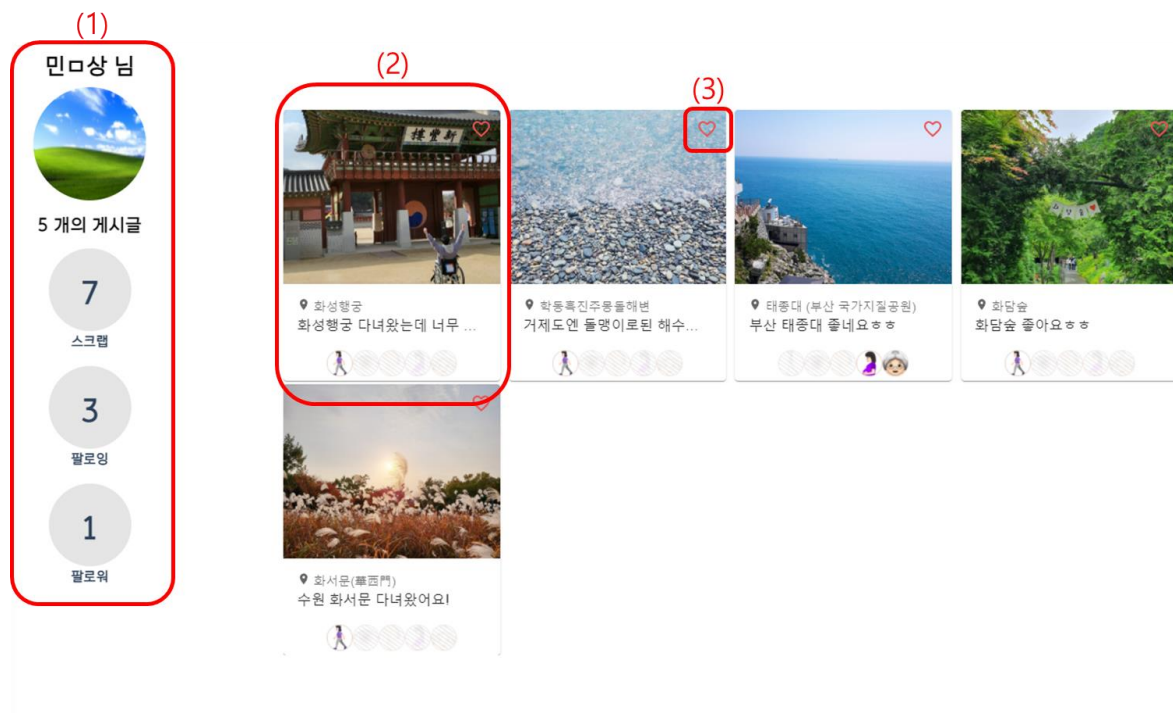 (1)
민ㅁ상 님
5 개의 게시글
7
스크랩
3
팔로잉
1
팔로워
(2)
(3)
화성행궁
화성행궁 다녀왔는데 너무 ...
학동흑진주몽돌해변
거제도엔 돌맹이로된 해수...
태종대 (부산 국가지질공원)
부산 태종대 좋네요ㅎㅎ
화담숲
화담숲 좋아요ㅎㅎ
화서문(華西門)
수원 화서문 다녀왔어요!